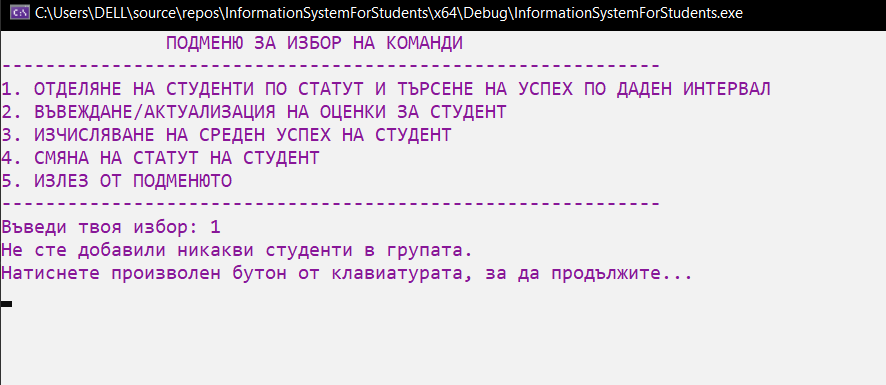 C:\Users\DELL\source\repos\InformationSystemForStudents\x64\Debug\InformationSystemForStudents.exe
ПОДМЕНЮ ЗА ИЗБОР НА КОМАНДИ
------------------------------------------------------------
1. ОТДЕЛЯНЕ НА СТУДЕНТИ ПО СТАТУТ И ТЪРСЕНЕ НА УСПЕХ ПО ДАДЕН ИНТЕРВАЛ
2. ВЪВЕЖДАНЕ/АКТУАЛИЗАЦИЯ НА ОЦЕНКИ ЗА СТУДЕНТ
3. ИЗЧИСЛЯВАНЕ НА СРЕДЕН УСПЕХ НА СТУДЕНТ
4. СМЯНА НА СТАТУТ НА СТУДЕНТ
5. ИЗЛЕЗ ОТ ПОДМЕНЮТО
------------------------------------------------------------
Въведи твоя избор: 1
Не сте добавили никакви студенти в групата.
Натиснете произволен бутон от клавиатурата, за да продължите...